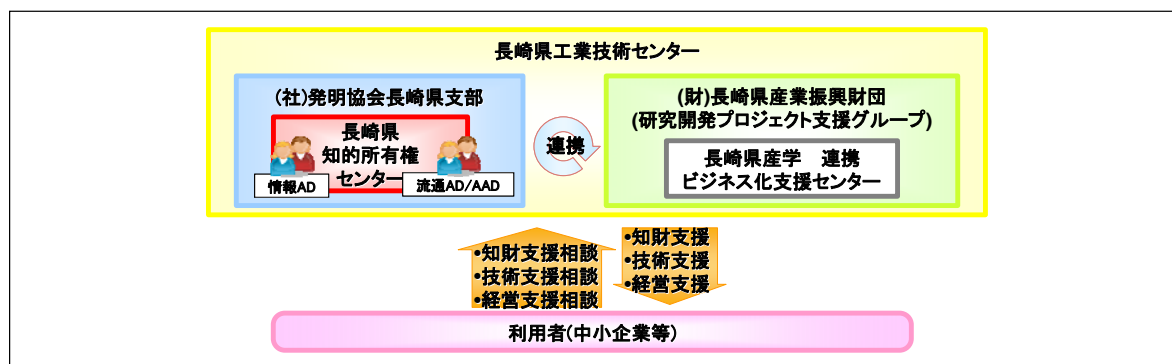 長崎県工業技術センター
(社)発明協会長崎県支部
長崎県
知的所有権
センター
情報AD
流通AD/AAD
連携
(財)長崎県産業振興財団
(研究開発プロジェクト支援グループ)
長崎県産学　連携
ビジネス化支援センター
•知財支援相談
•技術支援相談
•経営支援相談
•知財支援
•技術支援
•経営支援
利用者(中小企業等)